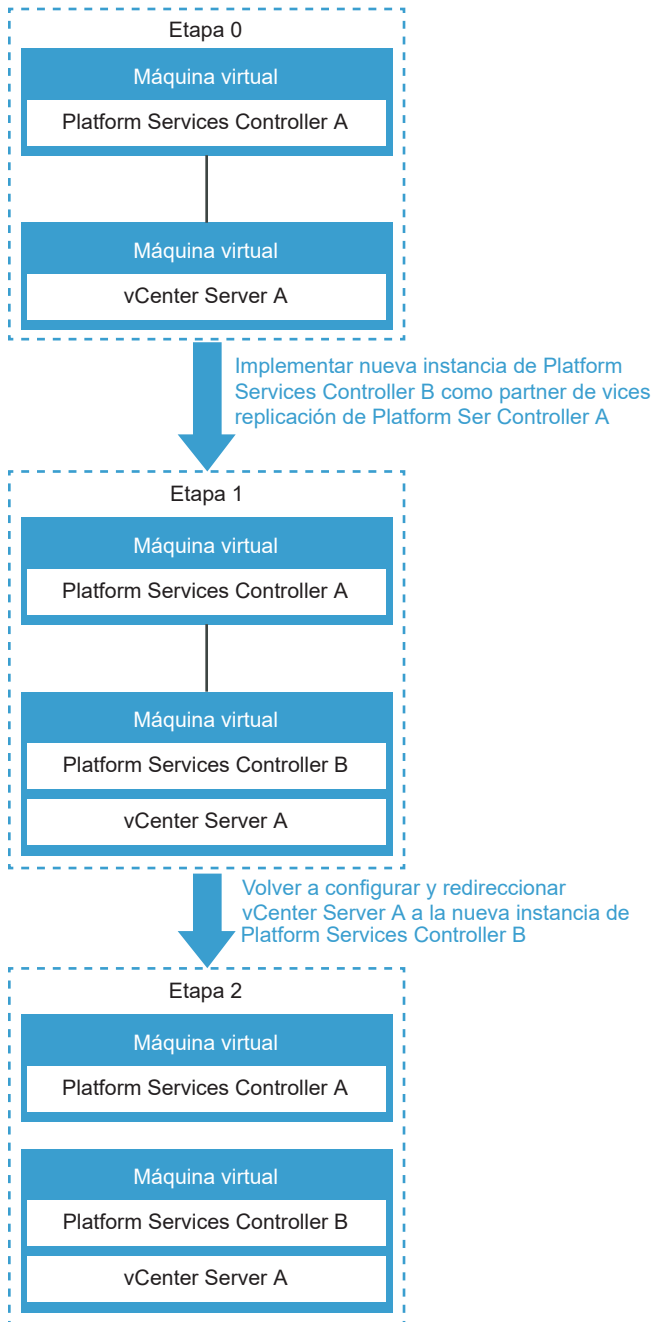 Etapa 0
Máquina virtual
Platform Services Controller A
Máquina virtual
vCenter Server A
Implementar nueva instancia de Platform
Services Controller B como partner de vices
replicación de Platform Ser Controller A
Etapa 1
Máquina virtual
Platform Services Controller A
Máquina virtual
Platform Services Controller B
vCenter Server A
Volver a configurar y redireccionar
vCenter Server A a la nueva instancia de
Platform Services Controller B
Etapa 2
Máquina virtual
Platform Services Controller A
Máquina virtual
Platform Services Controller B
vCenter Server A